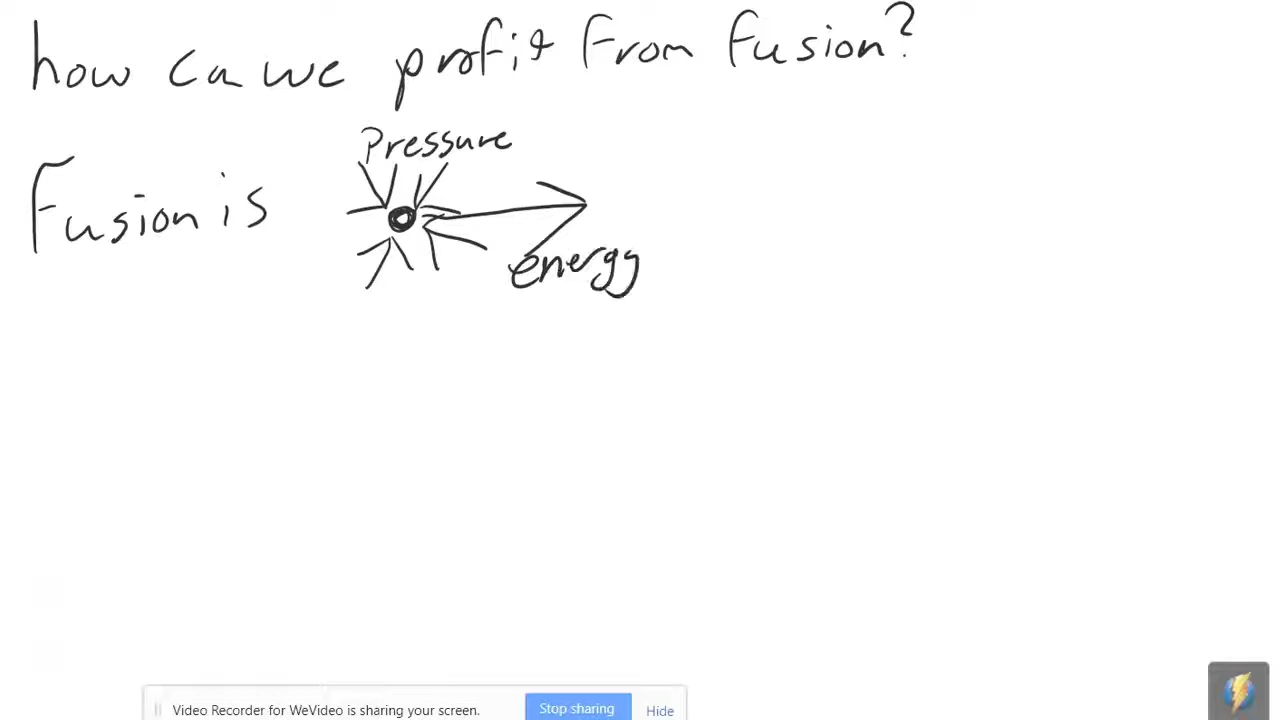 how can we profit from fusion?
Pressure
Fusion is
energy
Video Recorder for WeVideo is sharing your screen. Stop sharing Hide